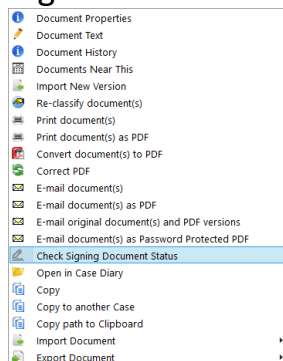 Document Properties
Document Text
Document History
Documents Near This
Import New Version
Re-classify document(s)
Print document(s)
Print document(s) as PDF
Convert document(s) to PDF
Correct PDF
E-mail document(s)
E-mail document(s) as PDF
E-mail original document(s) and PDF versions
E-mail document(s) as Password Protected PDF
Check Signing Document Status
Open in Case Diary
Copy
Copy to another Case
Copy path to Clipboard
Import Document
Export Document